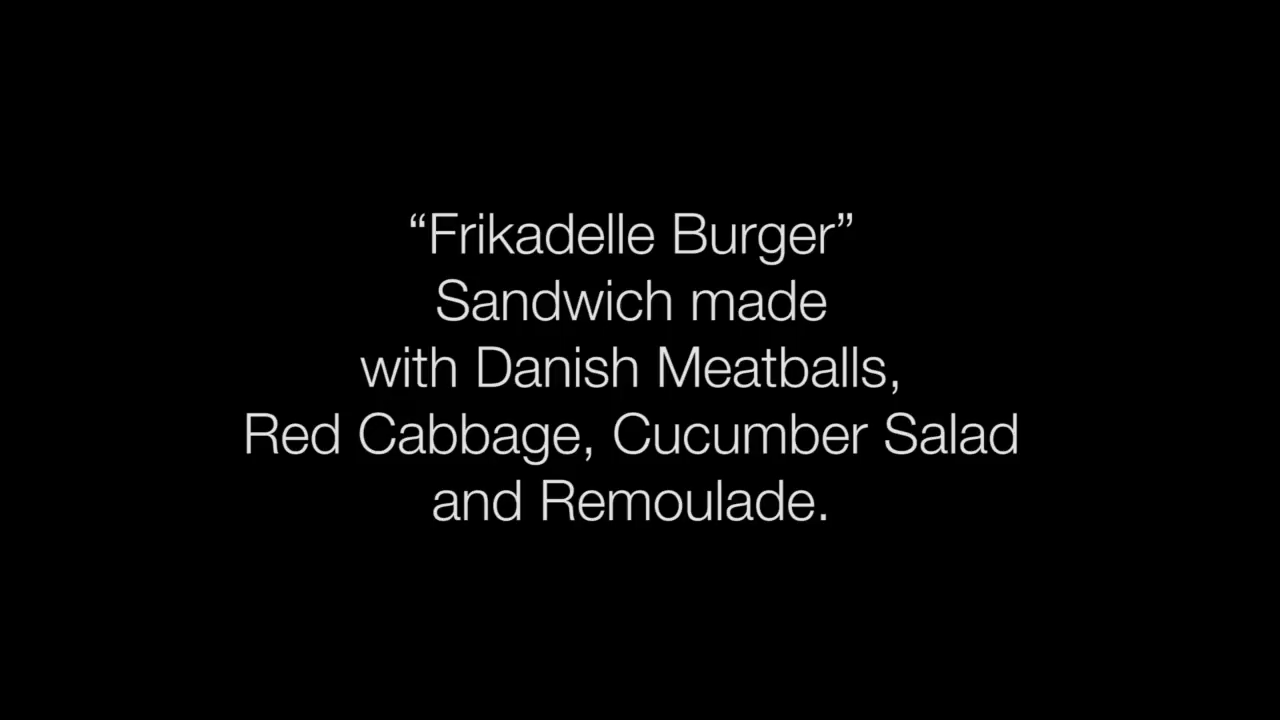 “Frikadelle Burger”
Sandwich made
with Danish Meatballs,
Red Cabbage, Cucumber Salad
and Remoulade.